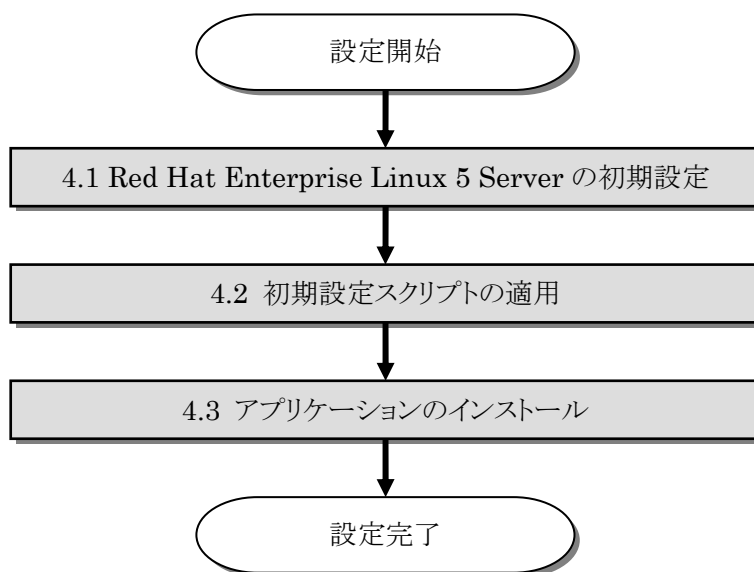 設定開始
4.1 Red Hat Enterprise Linux 5 Server の初期設定
4.2 初期設定スクリプトの適用
4.3 アプリケーションのインストール
設定完了